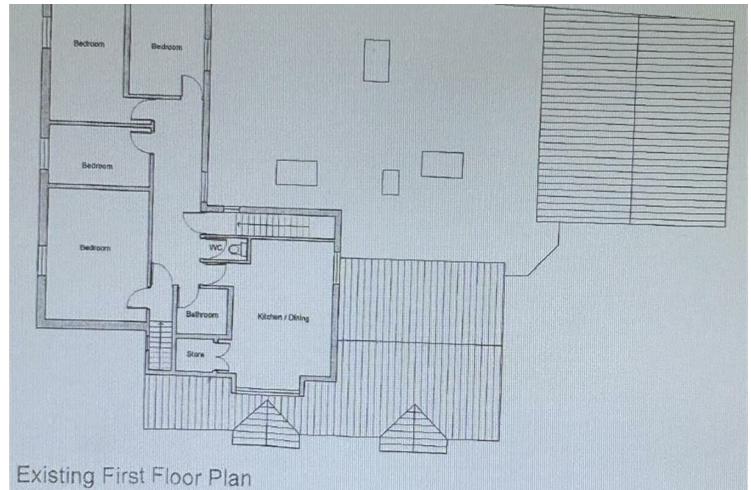 Bedroom
Bedroom
Bedroom
Bedroom
WC
Bathroom
Kitchen / Dining
Store
Existing First Floor Plan